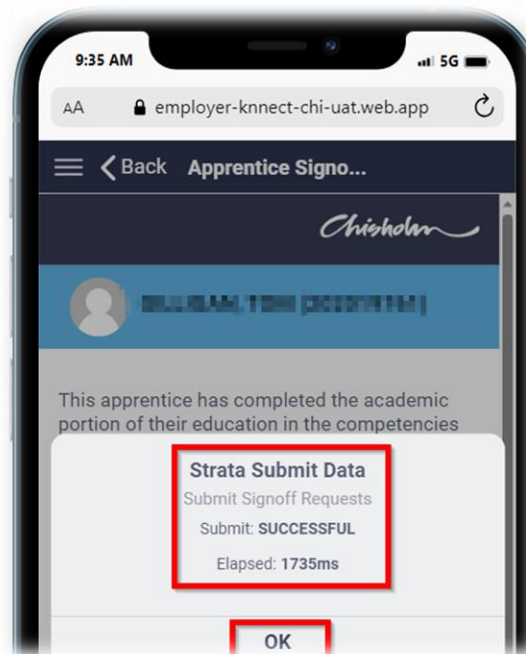 9:35 AM 5G
AA employer-knnect-chi-uat.web.app
Back Apprentice Signo...
Chisholm
This apprentice has completed the academic
portion of their education in the competencies
Strata Submit Data
Submit Signoff Requests
Submit: SUCCESSFUL
Elapsed: 1735ms
OK